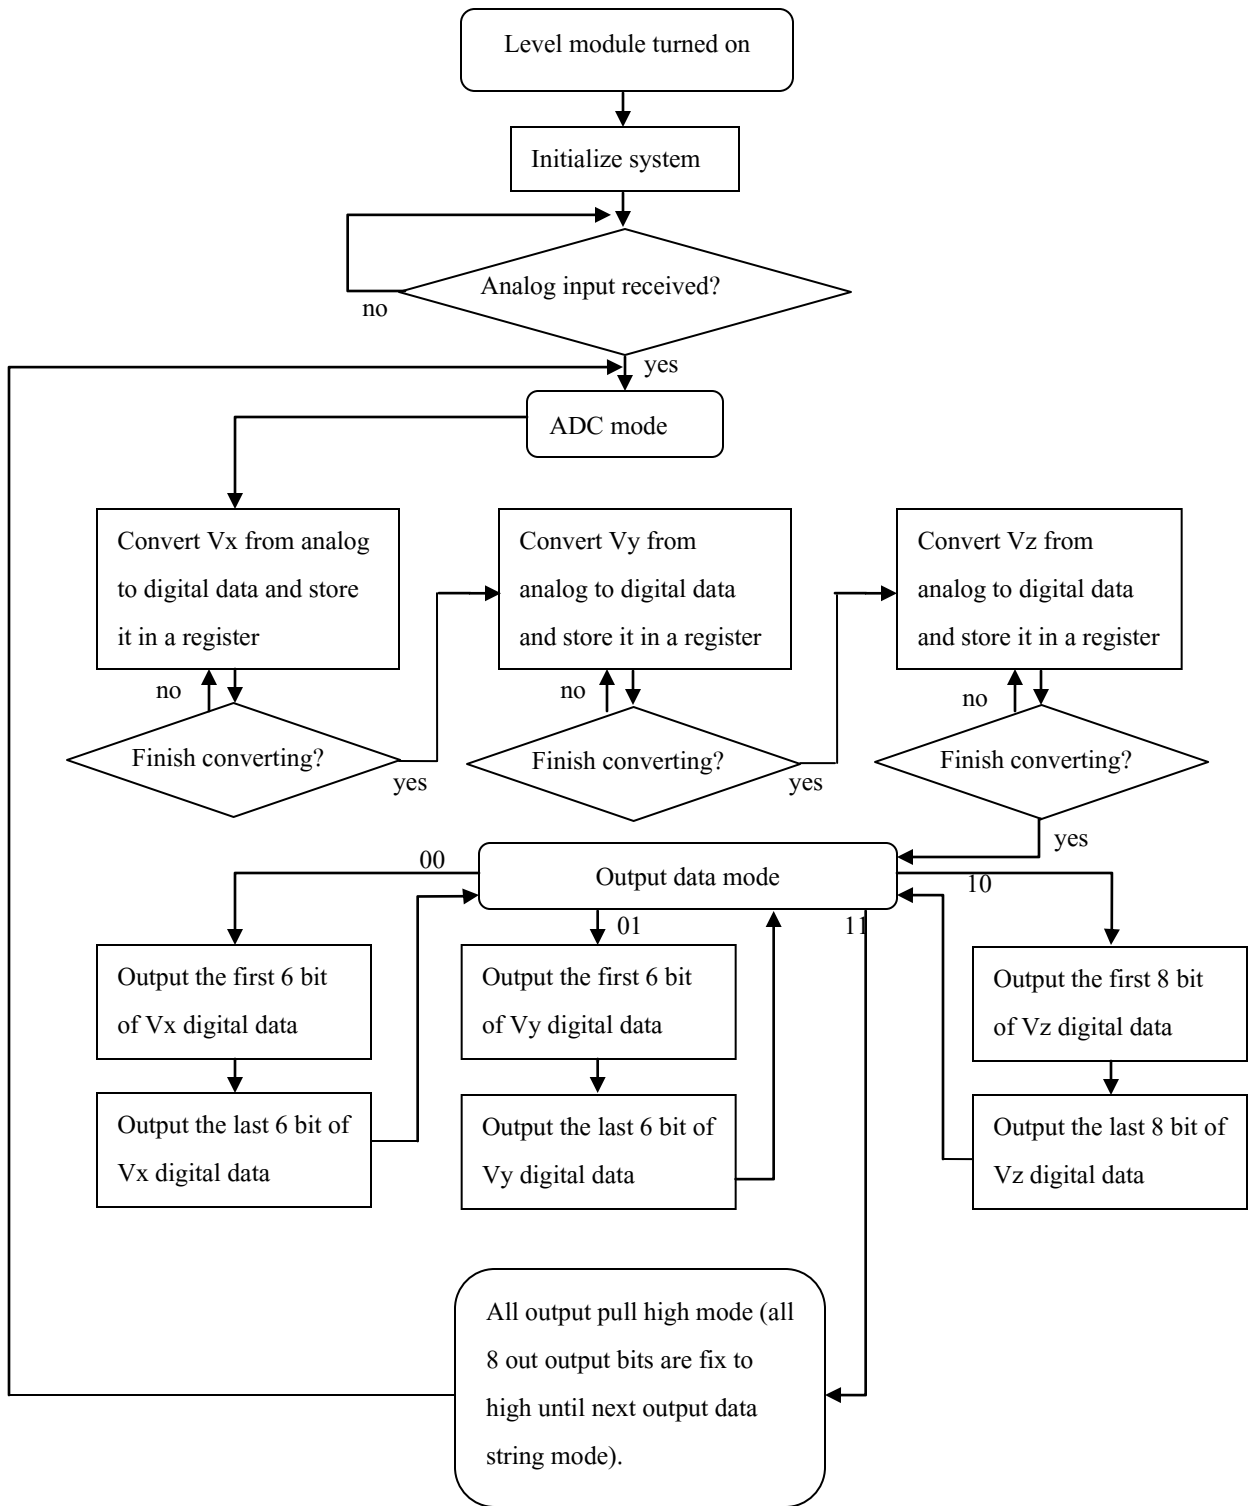 Level module turned on
Initialize system
Analog input received?
no
yes
ADC mode
Convert Vx from analog
to digital data and store
it in a register
Convert Vy from
analog to digital data
and store it in a register
Convert Vz from
analog to digital data
and store it in a register
no
no
no
Finish converting?
Finish converting?
Finish converting?
yes
yes
yes
00
Output data mode
10
01
11
Output the first 6 bit
of Vx digital data
Output the first 6 bit
of Vy digital data
Output the first 8 bit
of Vz digital data
Output the last 6 bit of
Vx digital data
Output the last 6 bit of
Vy digital data
Output the last 8 bit of
Vz digital data
All output pull high mode (all
8 out output bits are fix to
high until next output data
string mode).